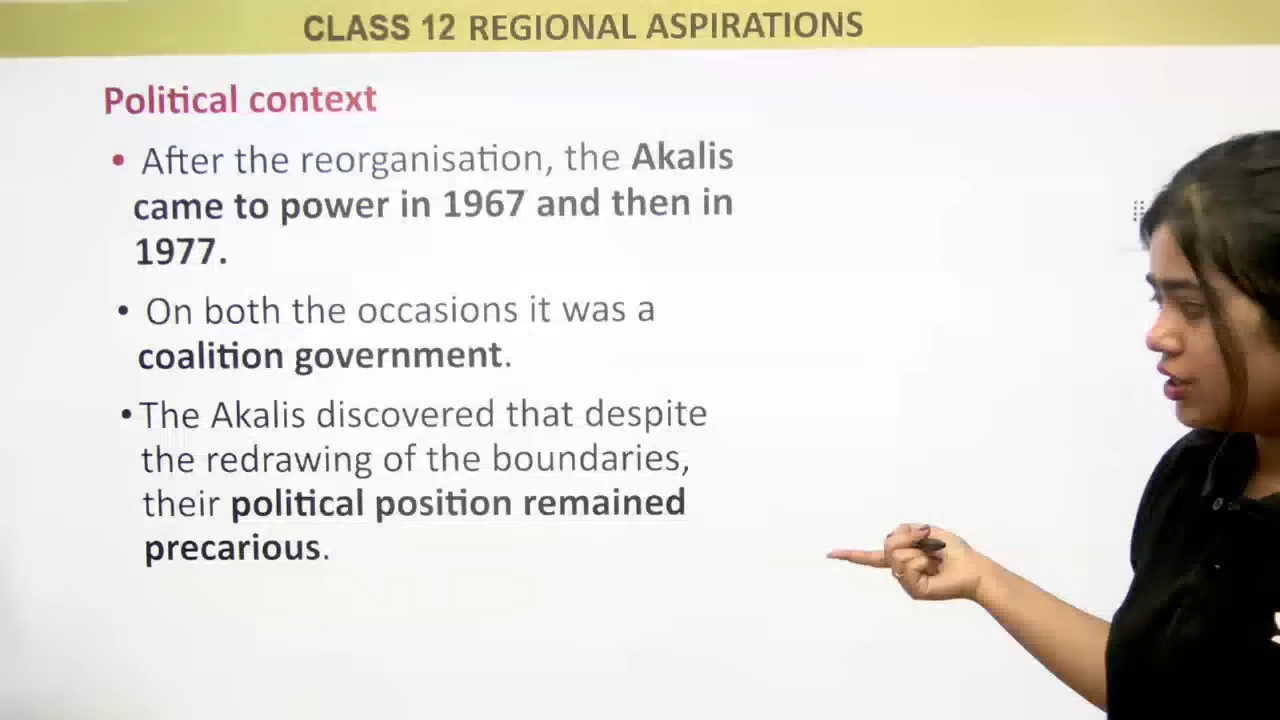 CLASS 12 REGIONAL ASPIRATIONS
Political context
• After the reorganisation, the Akalis
came to power in 1967 and then in
1977.
• On both the occasions it was a
coalition government.
• The Akalis discovered that despite
the redrawing of the boundaries,
their political position remained
precarious.